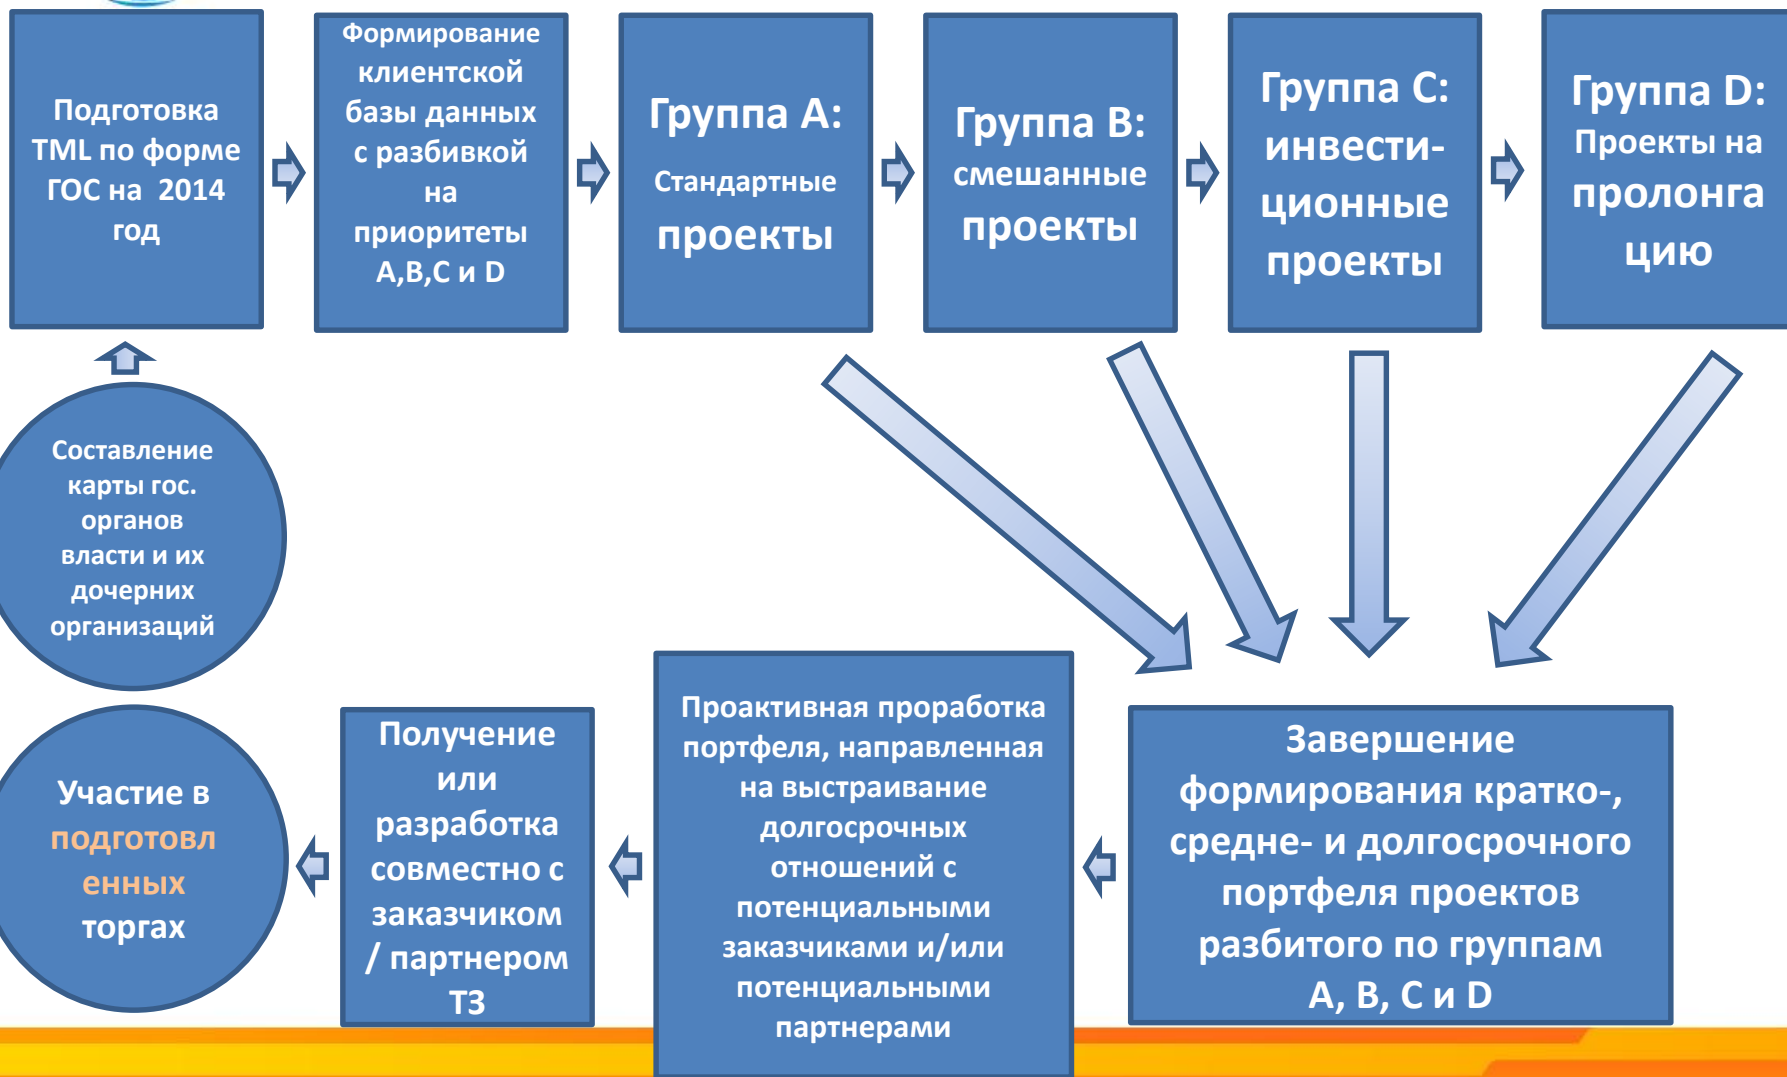 Подготовка
TML по форме
ГОС на 2014
год
Формирование
клиентской
базы данных
с разбивкой
на
приоритеты
A,B,C и D
Группа A:
Стандартные
проекты
Группа B:
смешанные
проекты
Группа C:
инвести-
ционные
проекты
Группа D:
Проекты на
пролонга
цию
Составление
карты гос.
органов
власти и их
дочерних
организаций
Участие в
подготовл
енных
торгах
Получение
или
разработка
совместно с
заказчиком
/ партнером
ТЗ
Проактивная проработка
портфеля, направленная
на выстраивание
долгосрочных
отношений с
потенциальными
заказчиками и/или
потенциальными
партнерами
Завершение
формирования кратко-,
средне- и долгосрочного
портфеля проектов
разбитого по группам
A, B, C и D